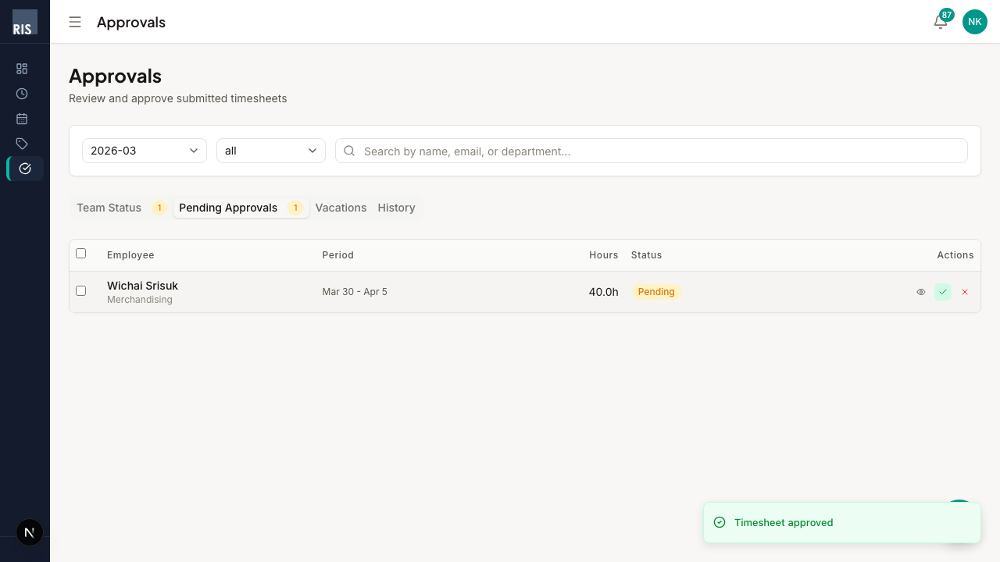 RIS
Approvals
87
NK
Approvals
Review and approve submitted timesheets
2026-03
all
Search by name, email, or department...
Team Status 1 Pending Approvals 1 Vacations History
Employee Period Hours Status Actions
Wichai Srisuk Mar 30 - Apr 5 40.0h Pending
Merchandising
Timesheet approved
N